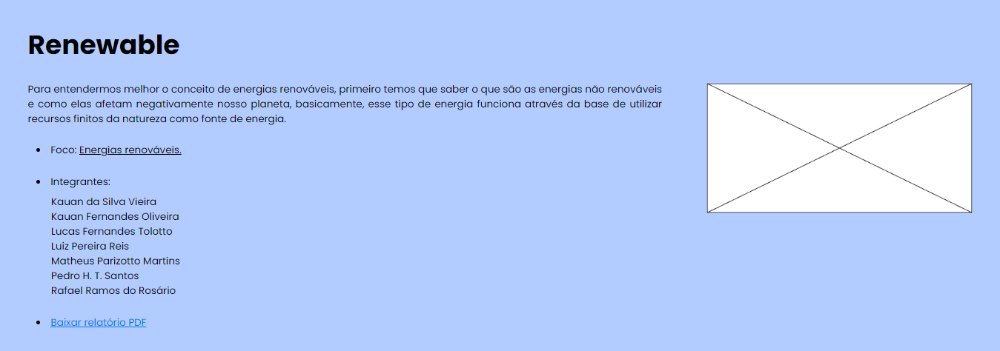 Renewable
Para entendermos melhor o conceito de energias renováveis, primeiro temos que saber o que são as energias não renováveis
e como elas afetam negativamente nosso planeta, basicamente, esse tipo de energia funciona através da base de utilizar
recursos finitos da natureza como fonte de energia.
• Foco: Energias renováveis.
• Integrantes:
Kauan da Silva Vieira
Kauan Fernandes Oliveira
Lucas Fernandes Tolotto
Luiz Pereira Reis
Matheus Parizotto Martins
Pedro H. T. Santos
Rafael Ramos do Rosário
• Baixar relatório PDF